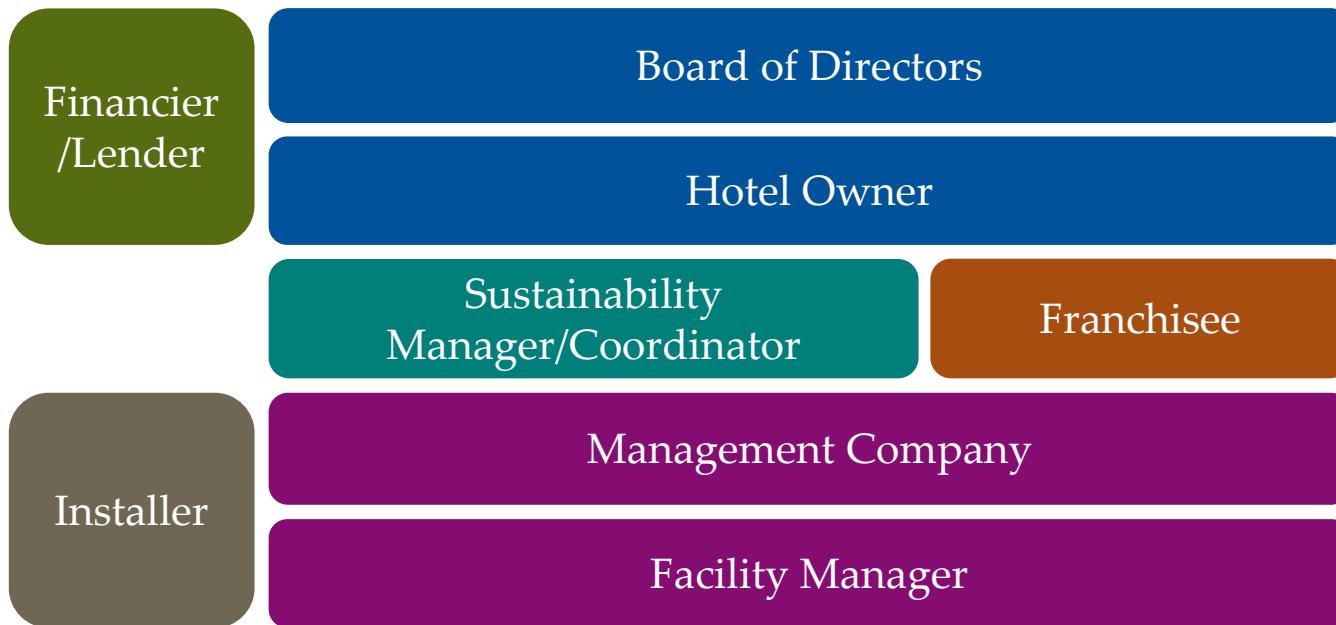 Financier
/Lender
Board of Directors
Hotel Owner
Sustainability
Manager/Coordinator
Franchisee
Installer
Management Company
Facility Manager